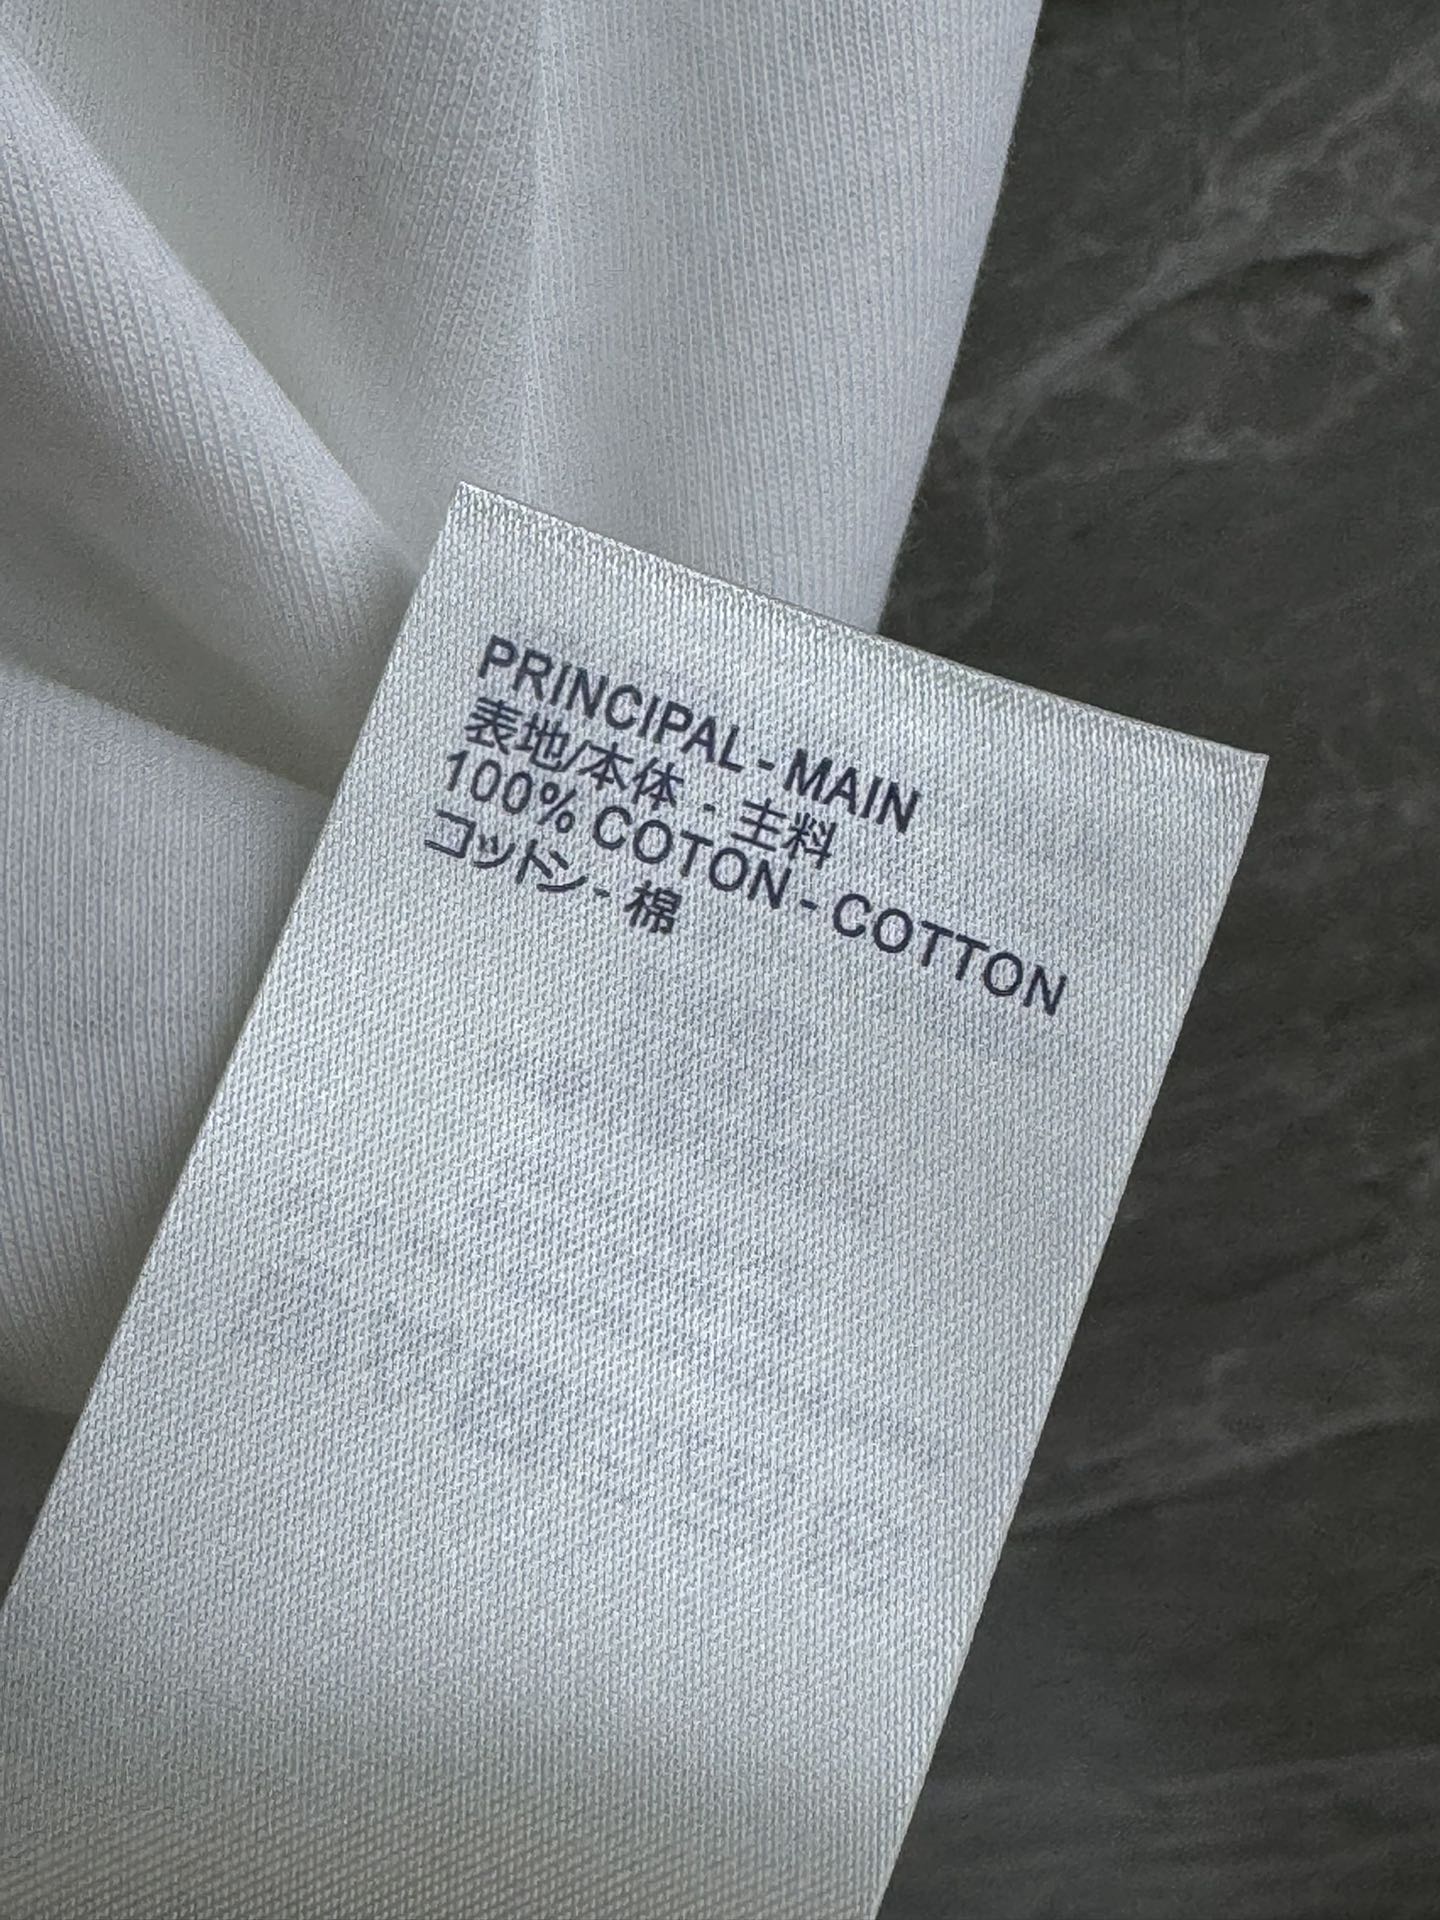 PRINCIPAL - MAIN
表地/本体 - 主料
100% COTON - COTTON
コットン - 棉